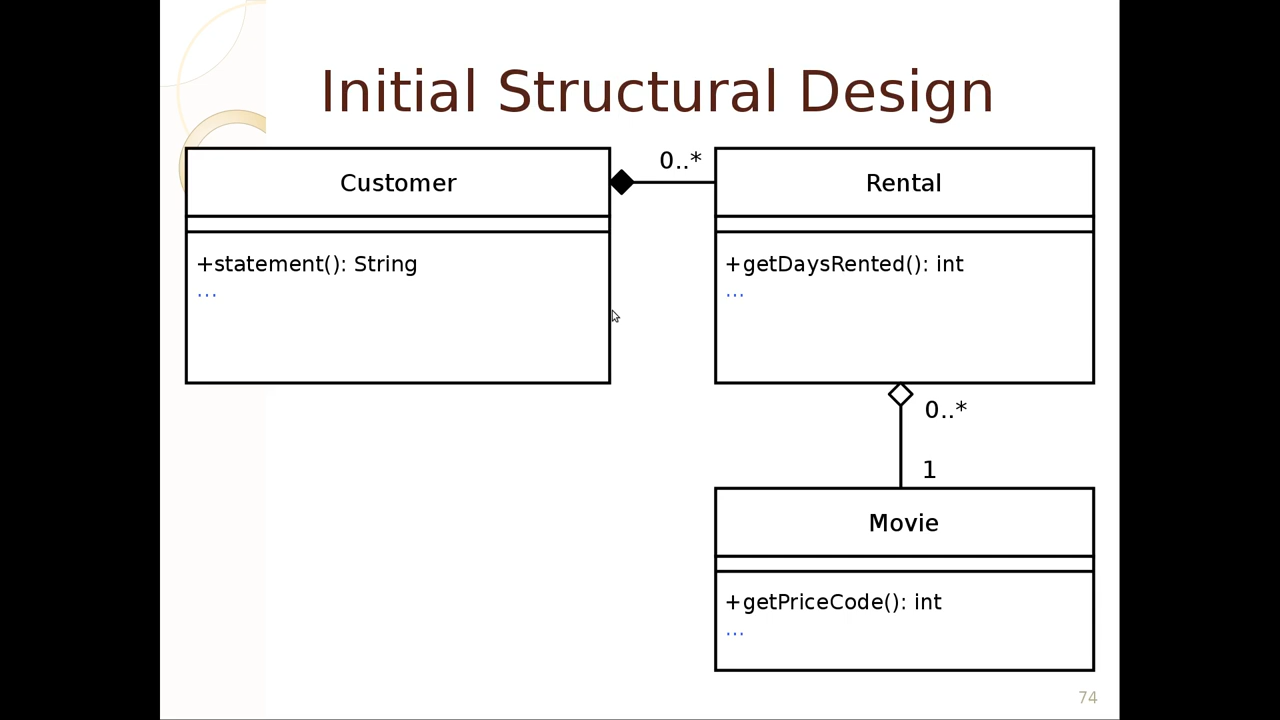 Initial Structural Design
Customer
0..*
Rental
+statement(): String
...
+getDaysRented(): int
...
0..*
1
Movie
+getPriceCode(): int
...
74